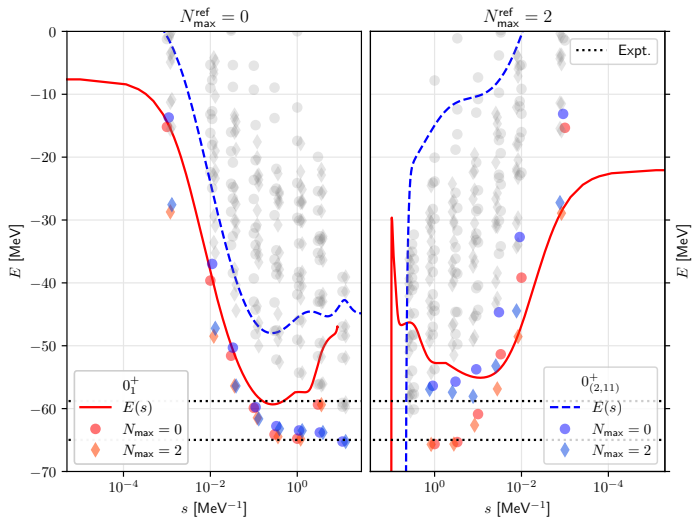 N_max^ref = 0
N_max^ref = 2
E [MeV]
0
−10
−20
−30
−40
−50
−60
−70
0_1^+
E(s)
N_max = 0
N_max = 2
10^−4
10^−2
10^0
s [MeV^−1]
Expt.
0_(2,11)^+
E(s)
N_max = 0
N_max = 2
10^0
10^−2
10^−4
s [MeV^−1]
E [MeV]